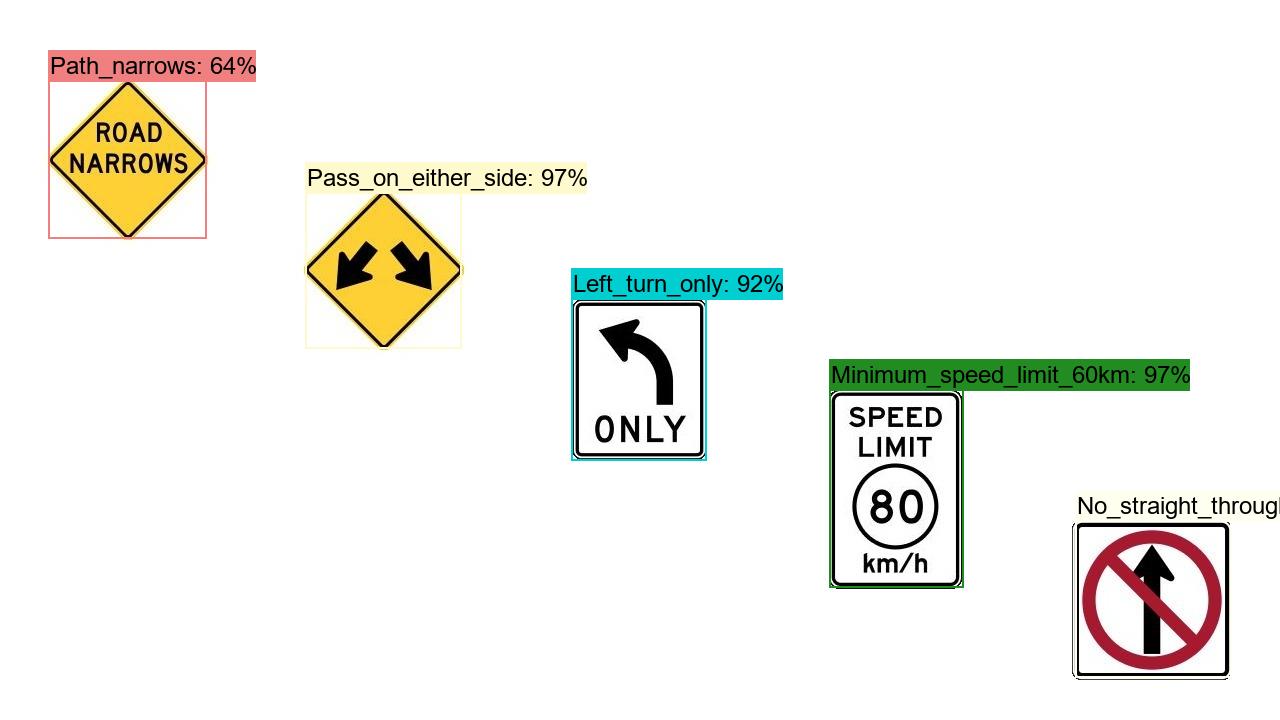 Path_narrows: 64%
ROAD
NARROWS
Pass_on_either_side: 97%
Left_turn_only: 92%
ONLY
Minimum_speed_limit_60km: 97%
SPEED
LIMIT
80
km/h
No_straight_throug